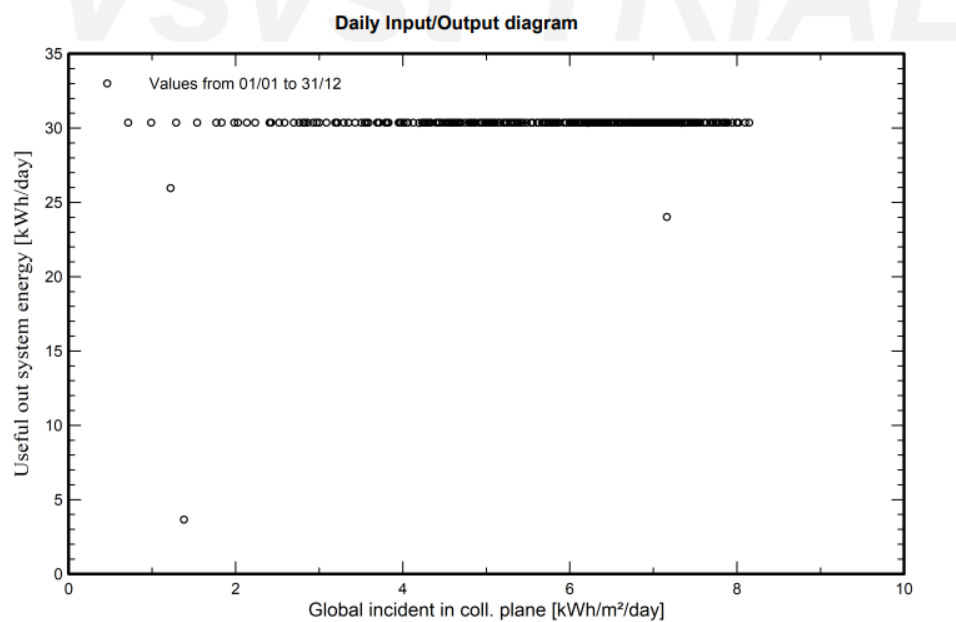 Daily Input/Output diagram
35
Values from 01/01 to 31/12
30
25
20
15
10
5
0
Useful out system energy [kWh/day]
0 2 4 6 8 10
Global incident in coll. plane [kWh/m²/day]